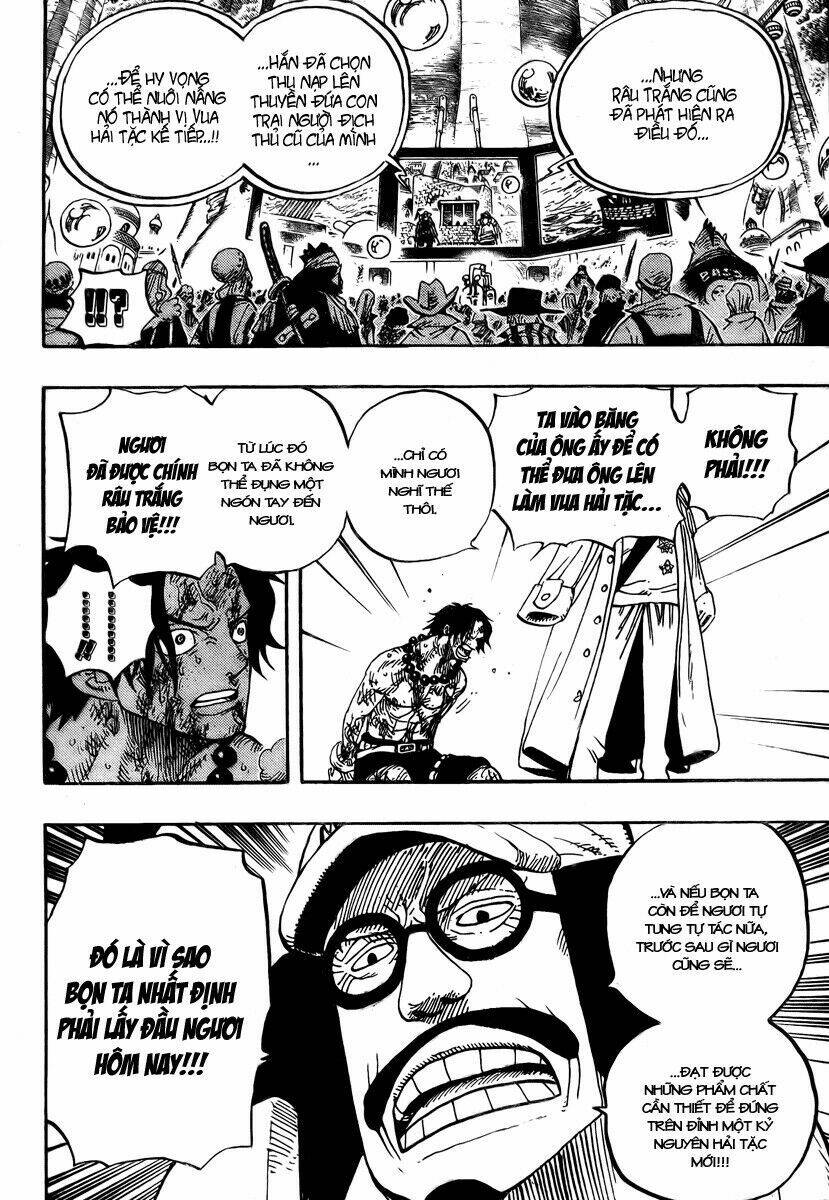 ...NHƯNG
RÂU TRẮNG CŨNG
ĐÃ PHÁT HIỆN RA
ĐIỀU ĐÓ...
...HẮN ĐÃ CHỌN
THU NẠP LÊN
THUYỀN ĐỨA CON
TRAI NGƯỜI ĐỊCH
THỦ CŨ CỦA MÌNH
...
...ĐỂ HY VỌNG
CÓ THỂ NUÔI NẤNG
NÓ THÀNH VỊ VUA
HẢI TẶC KẾ TIẾP...!!
BASS
!!?
KHÔNG
PHẢI!!!
TA VÀO BĂNG
CỦA ÔNG ẤY ĐỂ CÓ
THỂ ĐƯA ÔNG LÊN
LÀM VUA HẢI TẶC...
...CHỈ CÓ
MÌNH NGƯƠI
NGHĨ THẾ
THÔI.
TỪ LÚC ĐÓ
BỌN TA ĐÃ KHÔNG
THỂ ĐỤNG MỘT
NGÓN TAY ĐẾN
NGƯƠI.
NGƯƠI
ĐÃ ĐƯỢC CHÍNH
RÂU TRẮNG
BẢO VỆ!!!
...VÀ NẾU BỌN TA
CÒN ĐỂ NGƯƠI TỰ
TUNG TỰ TÁC NỮA,
TRƯỚC SAU GÌ NGƯƠI
CŨNG SẼ...
...ĐẠT ĐƯỢC
NHỮNG PHẨM CHẤT
CẦN THIẾT ĐỂ ĐỨNG
TRÊN ĐỈNH MỘT KỶ
NGUYÊN HẢI TẶC
MỚI!!!
ĐÓ LÀ VÌ SAO
BỌN TA NHẤT ĐỊNH
PHẢI LẤY ĐẦU NGƯƠI
HÔM NAY!!!